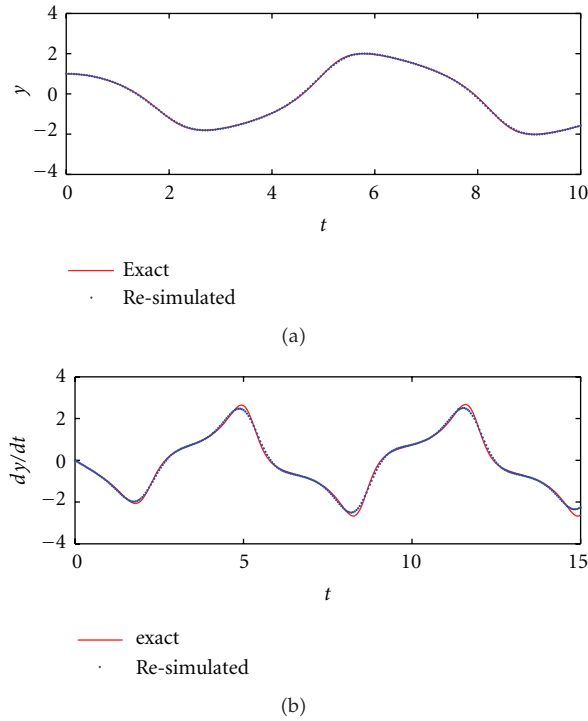 4
2
y
0
−2
−4
0 2 4 6 8 10
t
Exact
Re-simulated
(a)
4
2
dy/dt
0
−2
−4
0 5 10 15
t
exact
Re-simulated
(b)